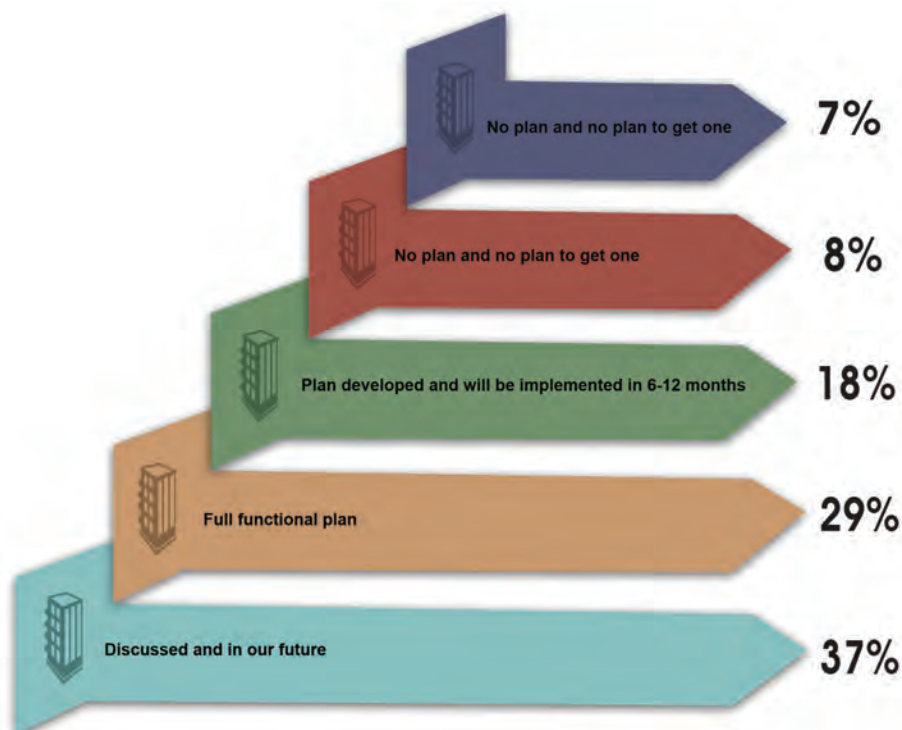 No plan and no plan to get one
7%
No plan and no plan to get one
8%
Plan developed and will be implemented in 6-12 months
18%
Full functional plan
29%
Discussed and in our future
37%